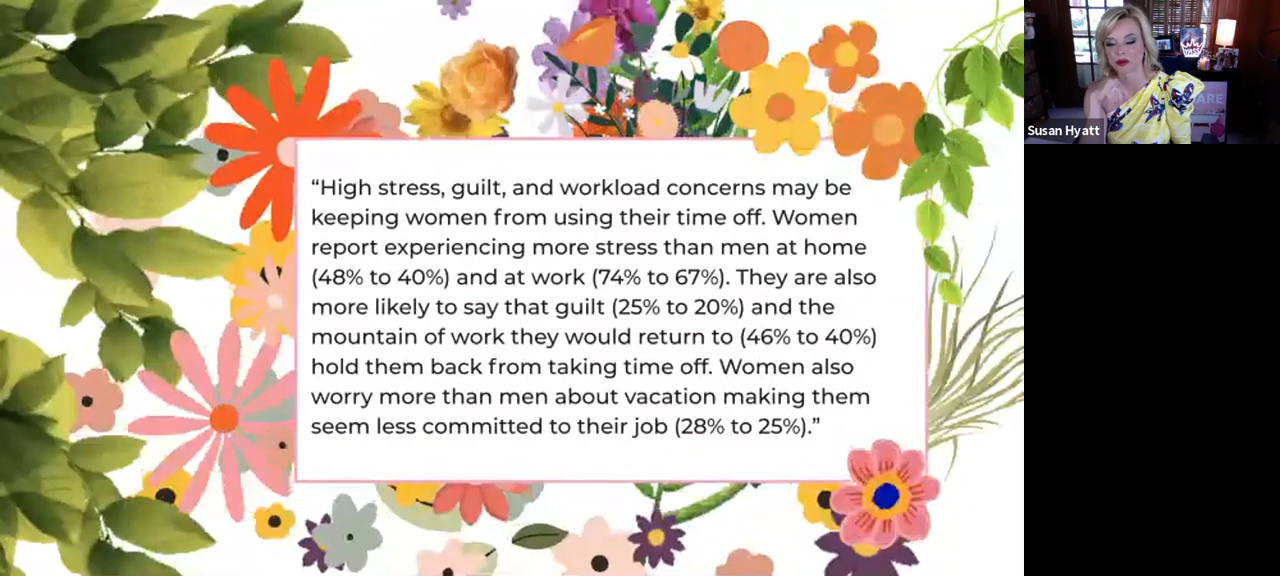 “High stress, guilt, and workload concerns may be
keeping women from using their time off. Women
report experiencing more stress than men at home
(48% to 40%) and at work (74% to 67%). They are also
more likely to say that guilt (25% to 20%) and the
mountain of work they would return to (46% to 40%)
hold them back from taking time off. Women also
worry more than men about vacation making them
seem less committed to their job (28% to 25%).”
YASS
ARE
Susan Hyatt